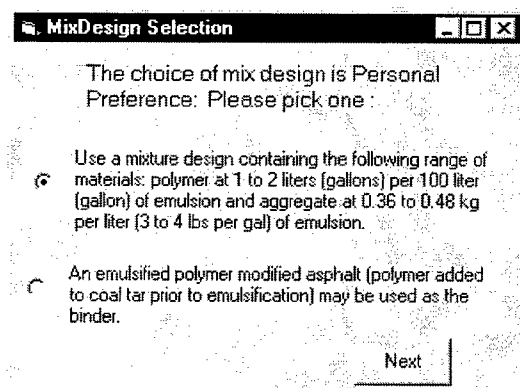 MixDesign Selection
The choice of mix design is Personal
Preference: Please pick one :
Use a mixture design containing the following range of
materials: polymer at 1 to 2 liters (gallons) per 100 liter
(gallon) of emulsion and aggregate at 0.36 to 0.48 kg
per liter (3 to 4 lbs per gal) of emulsion.
An emulsified polymer modified asphalt (polymer added
to coal tar prior to emulsification) may be used as the
binder.
Next